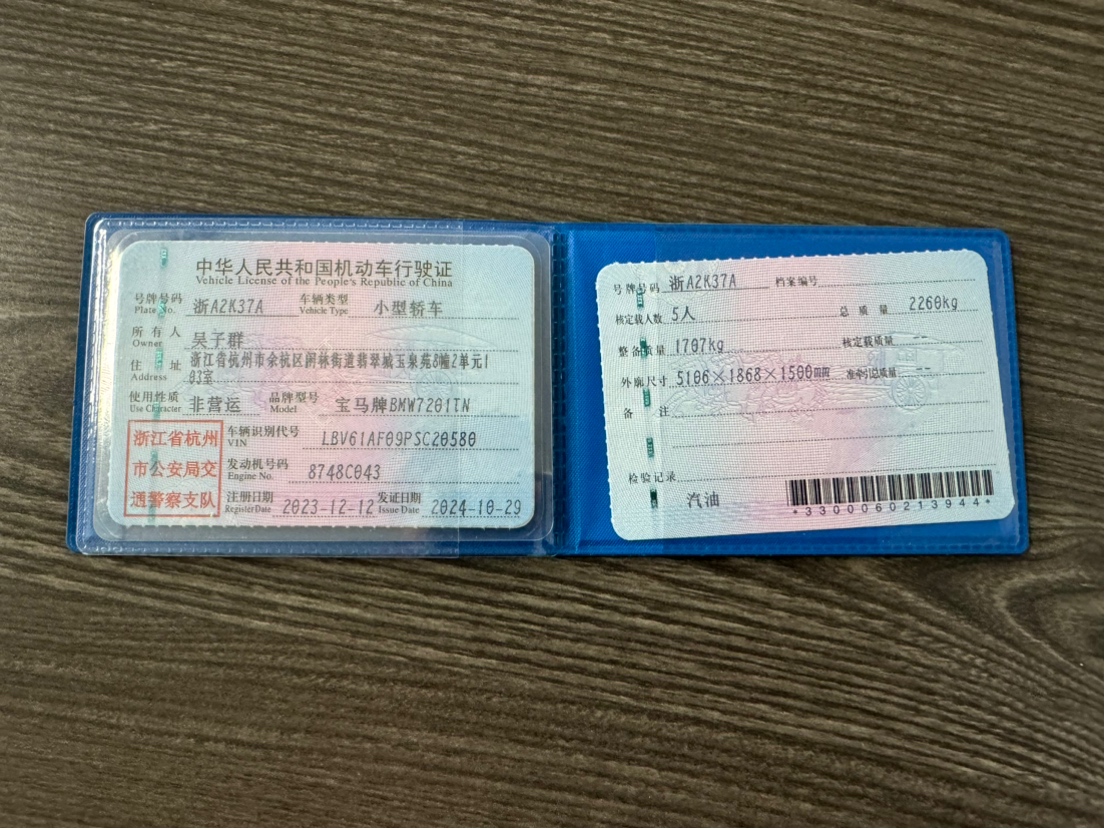 中华人民共和国机动车行驶证
Vehicle License of the People's Republic of China
号牌号码 浙A2K37A 车辆类型 小型轿车
Plate No. Vehicle Type
所有人 吴子群
Owner
住址 浙江省杭州市余杭区闲林街道翡翠城玉泉苑8幢2单元1
Address 03室
使用性质 非营运 品牌型号 宝马牌BMW7201TN
Use Character Model
浙江省杭州
市公安局交
通警察支队
车辆识别代号 LBV61AF09PSC20580
VIN
发动机号码 8748C043
Engine No.
注册日期 2023-12-12 发证日期 2024-10-29
Register Date Issue Date
号牌号码 浙A2K37A 档案编号
核定载人数 5人 总质量 2260kg
整备质量 1707kg 核定载质量 --
外廓尺寸 5106×1868×1500mm 准牵引总质量 --
备注
检验记录
汽油
*3300060213944*